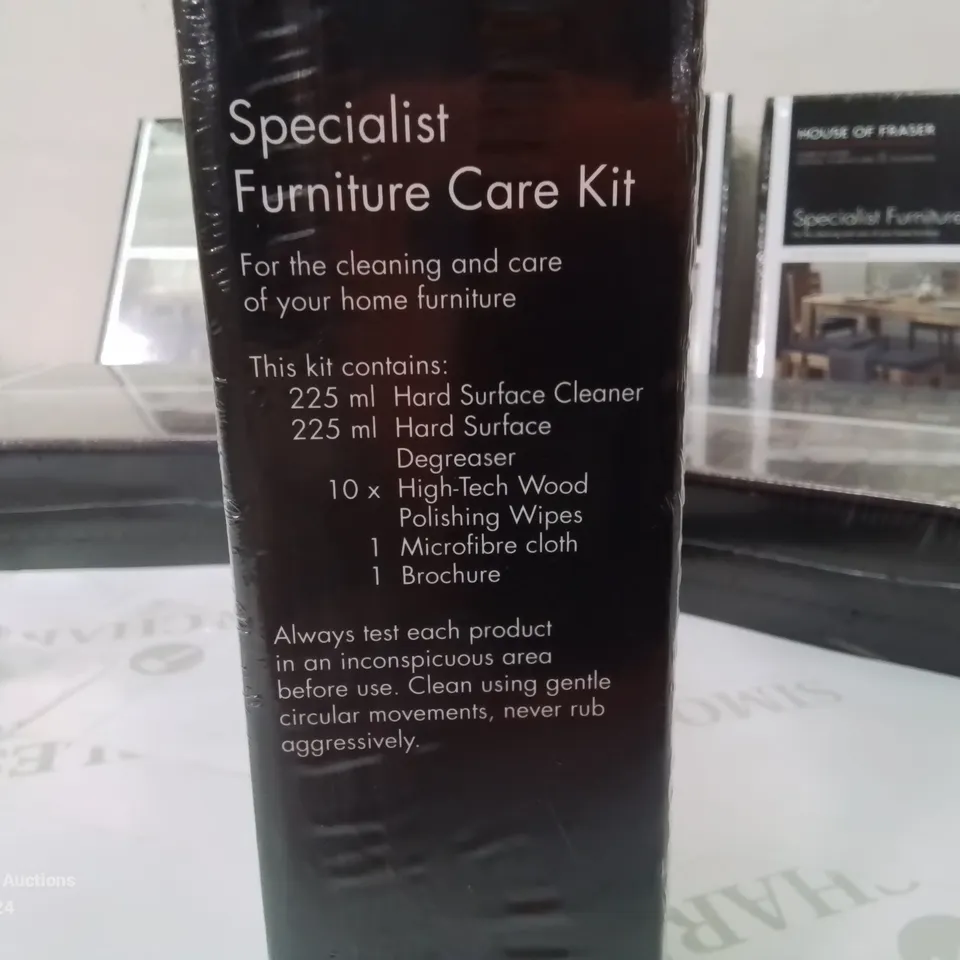 Specialist
Furniture Care Kit
For the cleaning and care
of your home furniture
This kit contains:
225 ml Hard Surface Cleaner
225 ml Hard Surface
Degreaser
10 x High-Tech Wood
Polishing Wipes
1 Microfibre cloth
1 Brochure
Always test each product
in an inconspicuous area
before use. Clean using gentle
circular movements, never rub
aggressively.
HOUSE OF FRASER
Specialist Furniture
Auctions